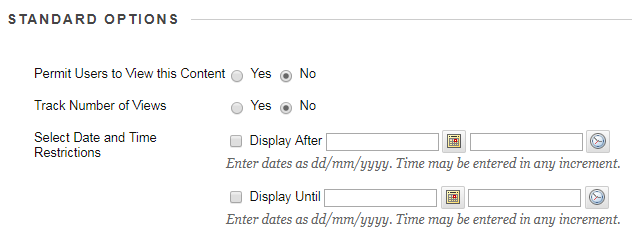 STANDARD OPTIONS
Permit Users to View this Content Yes No
Track Number of Views Yes No
Select Date and Time
Restrictions
Display After
Enter dates as dd/mm/yyyy. Time may be entered in any increment.
Display Until
Enter dates as dd/mm/yyyy. Time may be entered in any increment.